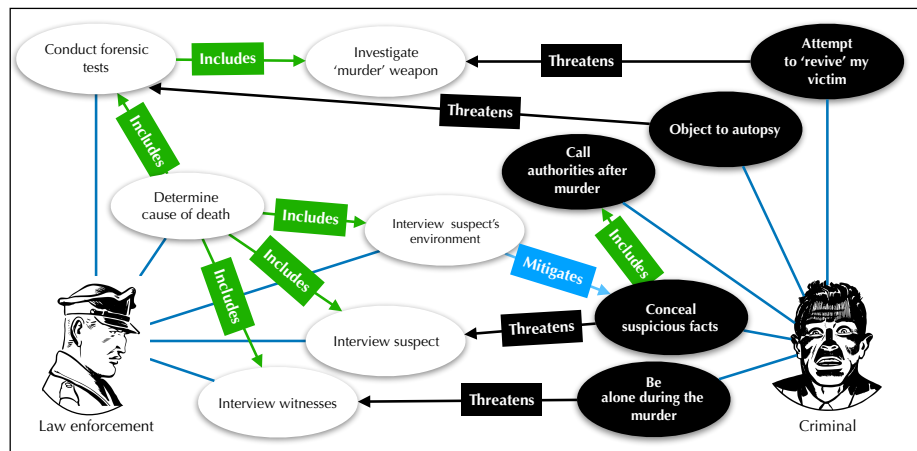 Conduct forensic
tests
Includes
Investigate
‘murder’ weapon
Threatens
Attempt
to ‘revive’ my
victim
Threatens
Object to autopsy
Includes
Call
authorities after
murder
Determine
cause of death
Includes
Interview suspect’s
environment
Includes
Mitigates
Includes
Includes
Conceal
suspicious facts
Threatens
Interview suspect
Be
alone during the
murder
Threatens
Interview witnesses
Law enforcement
Criminal